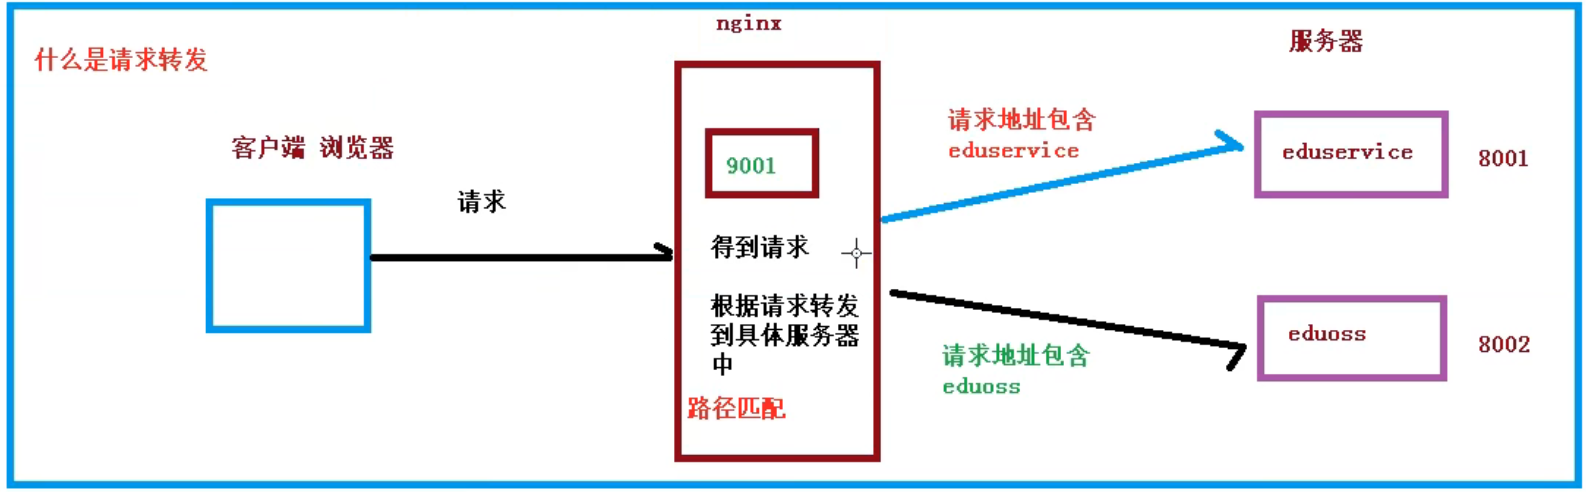 什么是请求转发
客户端 浏览器
请求
nginx
9001
得到请求
根据请求转发
到具体服务器
中
路径匹配
请求地址包含
eduservice
请求地址包含
eduoss
服务器
eduservice
8001
eduoss
8002